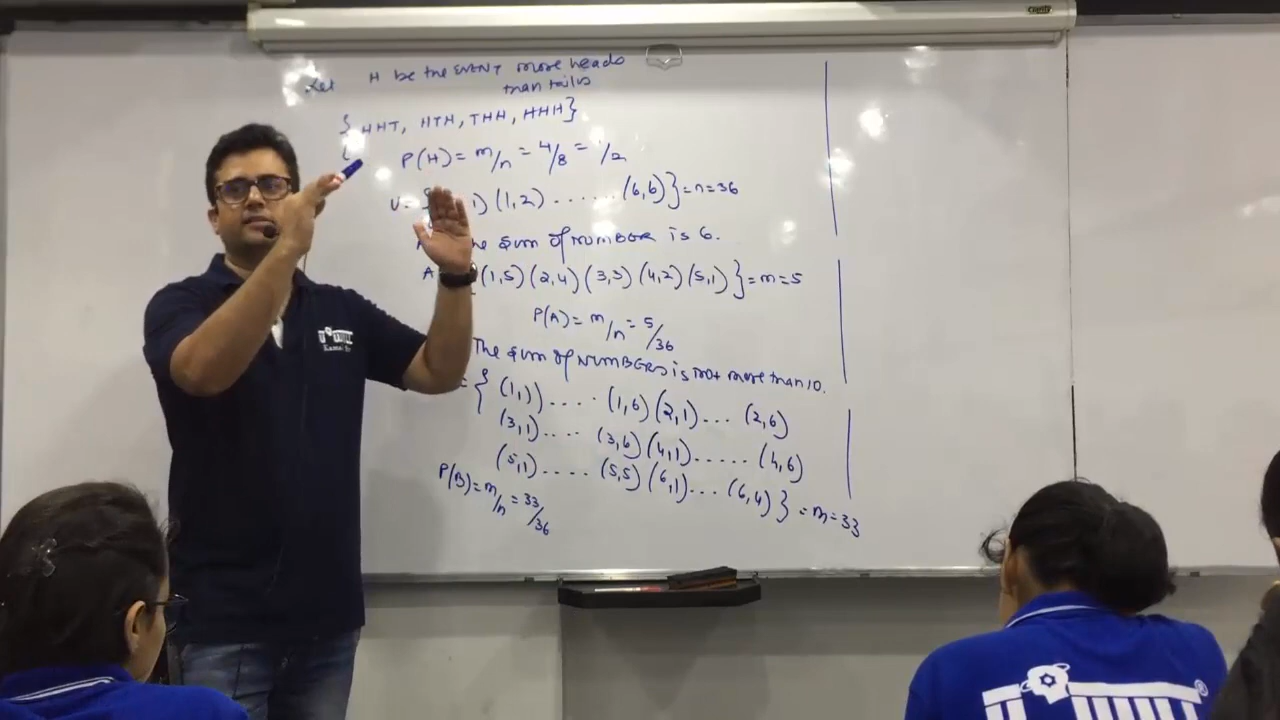 Let H be the EVENT more heads
than tails
{HHT, HTH, THH, HHH}
P(H) = m/n = 4/8 = 1/2
U = { 1) (1,2) ...... (6,6)} = n = 36
A The sum of NUMBER is 6.
A (1,5) (2,4) (3,3) (4,2) (5,1)} = m = 5
P(A) = m/n = 5/36
The sum of NUMBERS is not more than 10.
= { (1,1)) .... (1,6) (2,1) ... (2,6)
(3,1) .... (3,6) (4,1) ..... (4,6)
(5,1) ..... (5,5) (6,1) ... (6,4) } = m = 33
P(B) = m/n = 33/36